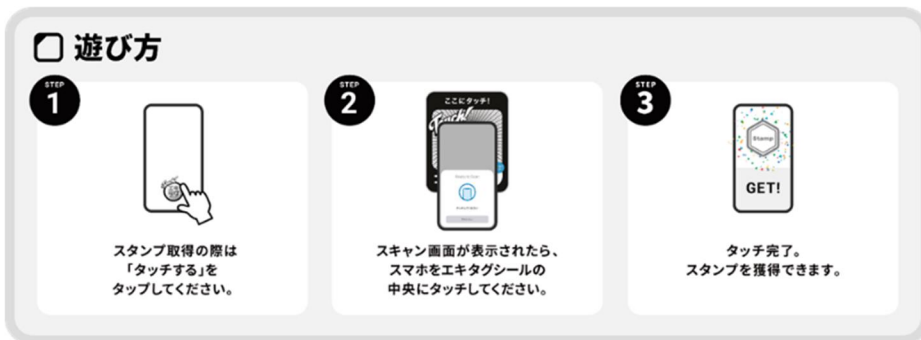 遊び方
STEP
1
スタンプ取得の際は
「タッチする」を
タップしてください。
STEP
2
ここにタッチ!
Touch!
Ready to Scan
スキャン画面が表示されたら、
スマホをエキタグシールの
中央にタッチしてください。
STEP
3
Stamp
GET!
タッチ完了。
スタンプを獲得できます。